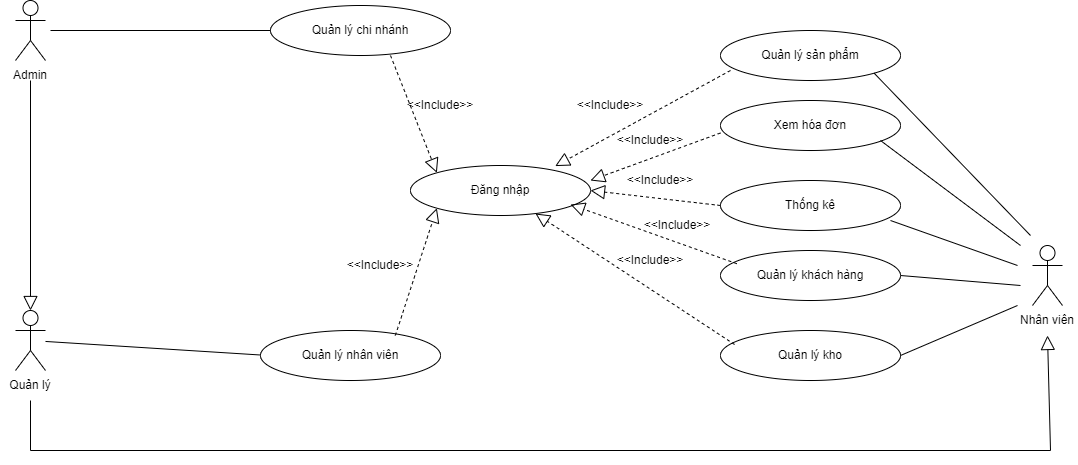 Quản lý chi nhánh
Admin
Quản lý sản phẩm
<<Include>>
<<Include>>
Xem hóa đơn
<<Include>>
Đăng nhập
<<Include>>
Thống kê
<<Include>>
<<Include>>
<<Include>>
Quản lý khách hàng
Nhân viên
Quản lý nhân viên
Quản lý kho
Quản lý